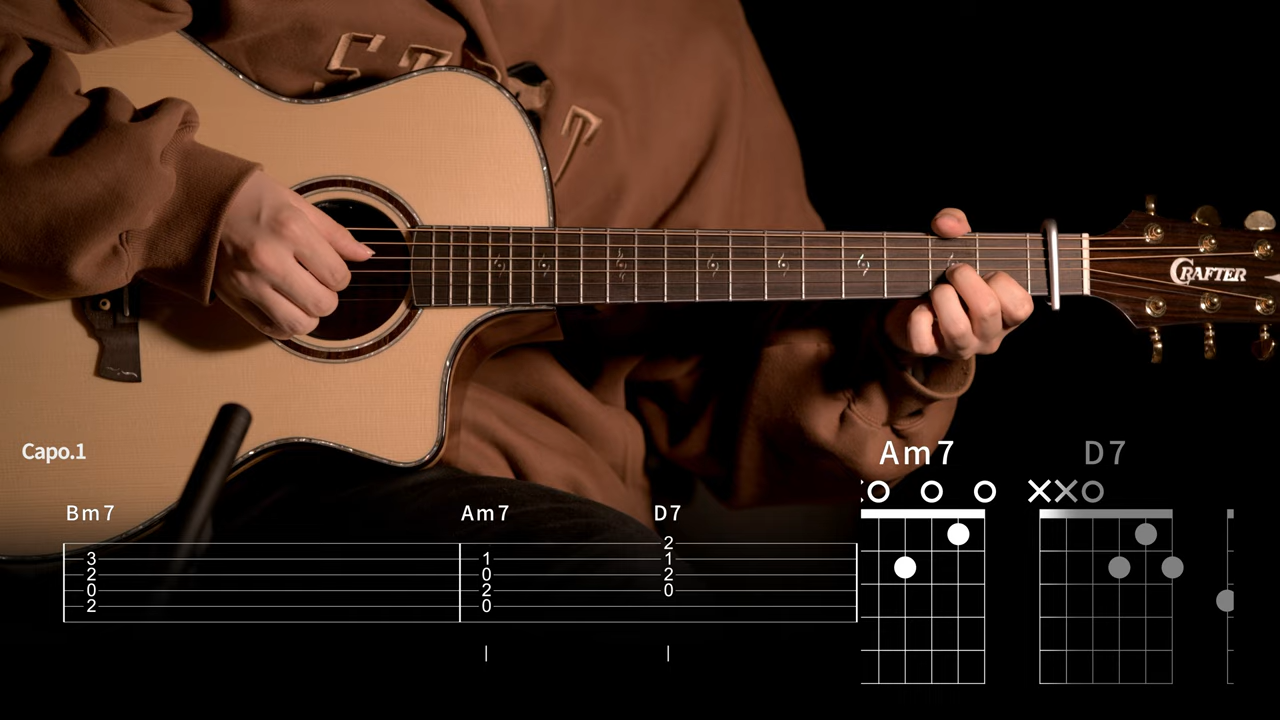 CRAFTER
Capo.1
Am7 D7
Bm7 Am7 D7
2
3 1 1
2 0 2
0 2 0
2 0